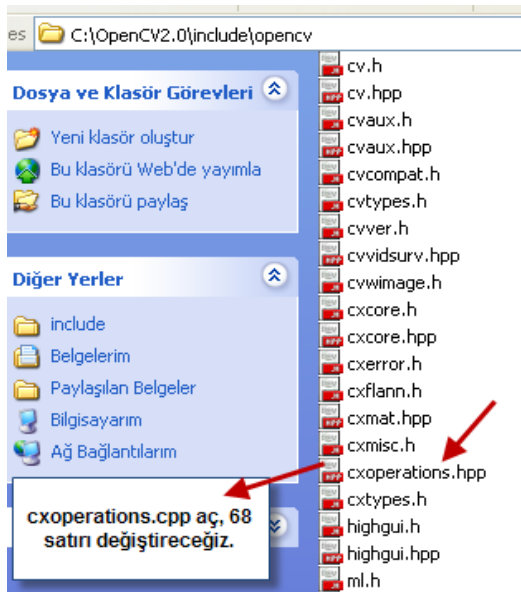 es C:\OpenCV2.0\include\opencv
Dosya ve Klasör Görevleri
Yeni klasör oluştur
Bu klasörü Web'de yayımla
Bu klasörü paylaş
Diğer Yerler
include
Belgelerim
Paylaşılan Belgeler
Bilgisayarım
Ağ Bağlantılarım
cxoperations.cpp aç, 68
satırı değiştireceğiz.
cv.h
cv.hpp
cvaux.h
cvaux.hpp
cvcompat.h
cvtypes.h
cvver.h
cvvidsurv.hpp
cvwimage.h
cxcore.h
cxcore.hpp
cxerror.h
cxflann.h
cxmat.hpp
cxmisc.h
cxoperations.hpp
cxtypes.h
highgui.h
highgui.hpp
ml.h